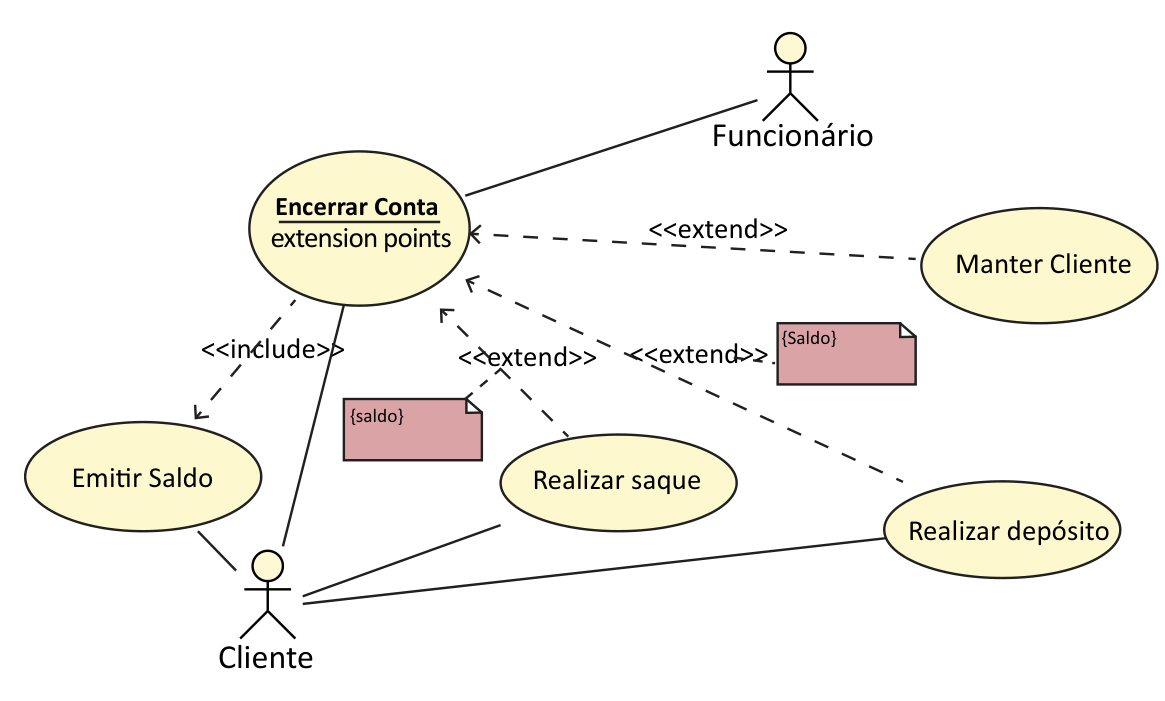 Funcionário
Encerrar Conta
extension points
<<extend>>
Manter Cliente
<<include>>
<<extend>>
<<extend>>
{Saldo}
{saldo}
Emitir Saldo
Realizar saque
Realizar depósito
Cliente